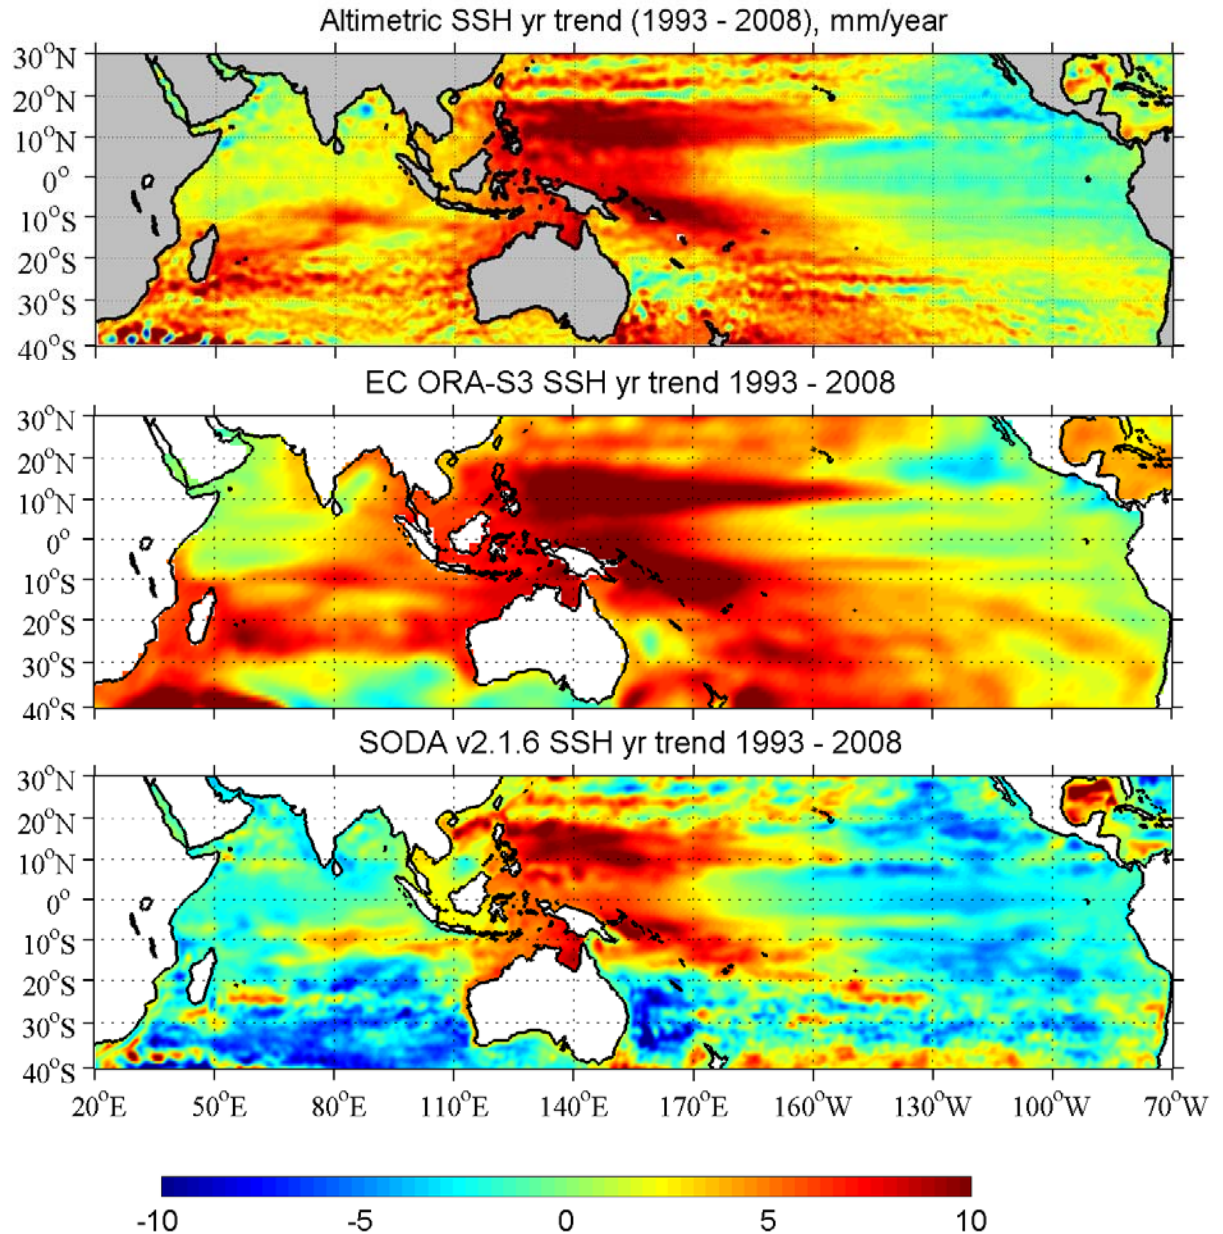 Altimetric SSH yr trend (1993 - 2008), mm/year
30°N
20°N
10°N
0°
10°S
20°S
30°S
40°S
EC ORA-S3 SSH yr trend 1993 - 2008
30°N
20°N
10°N
0°
10°S
20°S
30°S
40°S
SODA v2.1.6 SSH yr trend 1993 - 2008
30°N
20°N
10°N
0°
10°S
20°S
30°S
40°S
20°E 50°E 80°E 110°E 140°E 170°E 160°W 130°W 100°W 70°W
-10 -5 0 5 10